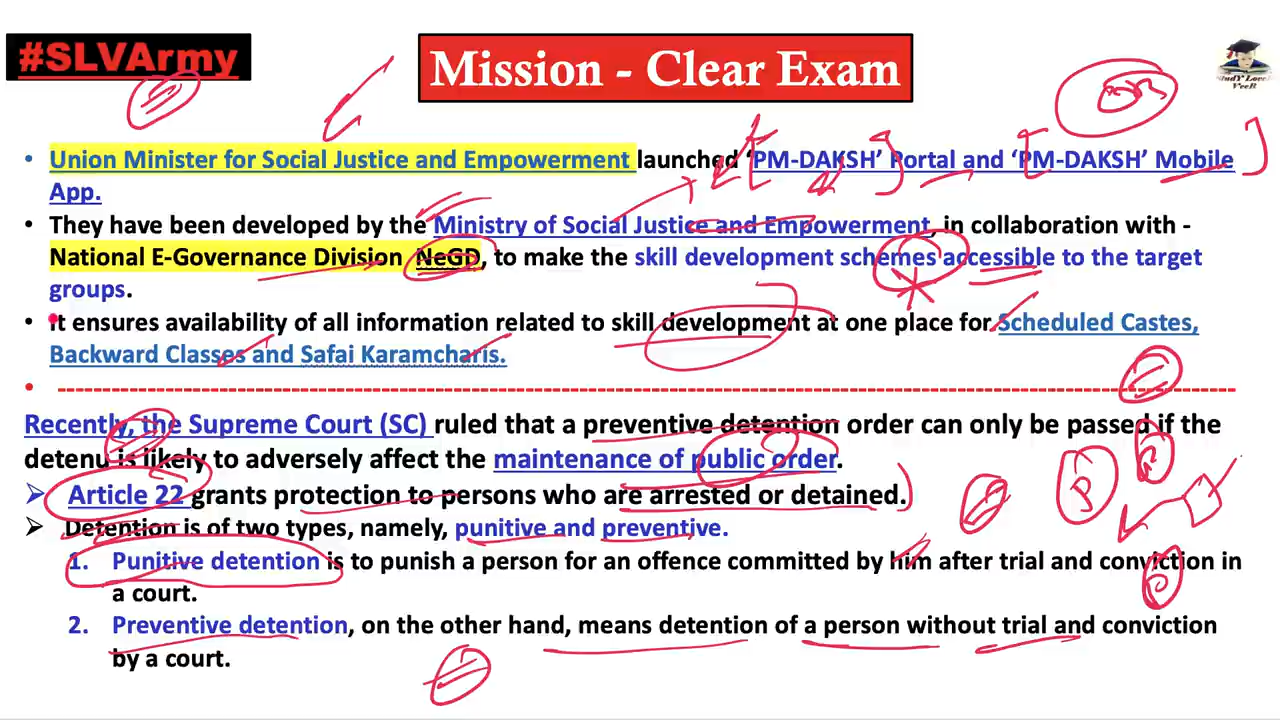 #SLVArmy
Mission - Clear Exam
StudY LoveR
VeeR
• Union Minister for Social Justice and Empowerment launched ‘PM-DAKSH’ Portal and ‘PM-DAKSH’ Mobile
App.
• They have been developed by the Ministry of Social Justice and Empowerment, in collaboration with -
National E-Governance Division NeGD, to make the skill development schemes accessible to the target
groups.
• It ensures availability of all information related to skill development at one place for Scheduled Castes,
Backward Classes and Safai Karamcharis.
Recently, the Supreme Court (SC) ruled that a preventive detention order can only be passed if the
detenu is likely to adversely affect the maintenance of public order.
➢ Article 22 grants protection to persons who are arrested or detained.
➢ Detention is of two types, namely, punitive and preventive.
1. Punitive detention is to punish a person for an offence committed by him after trial and conviction in
a court.
2. Preventive detention, on the other hand, means detention of a person without trial and conviction
by a court.